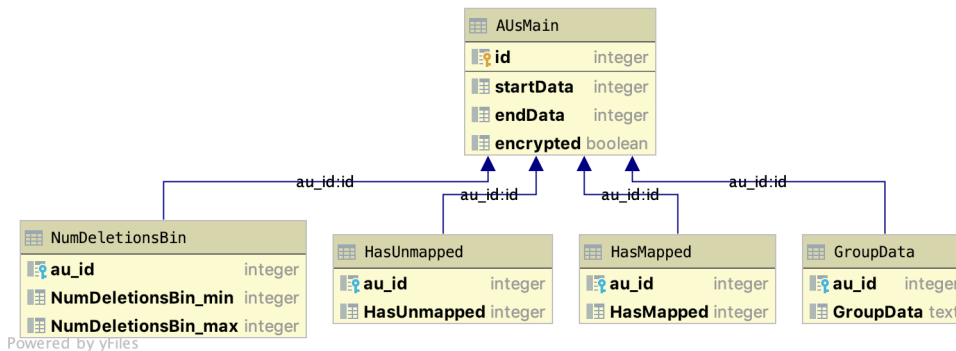 AUsMain
id integer
startData integer
endData integer
encrypted boolean
au_id:id
au_id:id
au_id:id
au_id:id
NumDeletionsBin
au_id integer
NumDeletionsBin_min integer
NumDeletionsBin_max integer
HasUnmapped
au_id integer
HasUnmapped integer
HasMapped
au_id integer
HasMapped integer
GroupData
au_id intege
GroupData text
Powered by yFiles